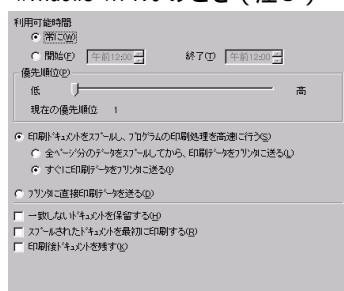 利用可能時間
常に(W)
開始(E) 午前12:00 終了(T) 午前12:00
優先順位(P)
低 高
現在の優先順位 1
印刷ドキュメントをスプールし、プログラムの印刷処理を高速に行う(S)
全ページ分のデータをスプールしてから、印刷データをプリンタに送る(L)
すぐに印刷データをプリンタに送る(I)
プリンタに直接印刷データを送る(D)
一致しないドキュメントを保留する(H)
スプールされたドキュメントを最初に印刷する(R)
印刷後ドキュメントを残す(K)